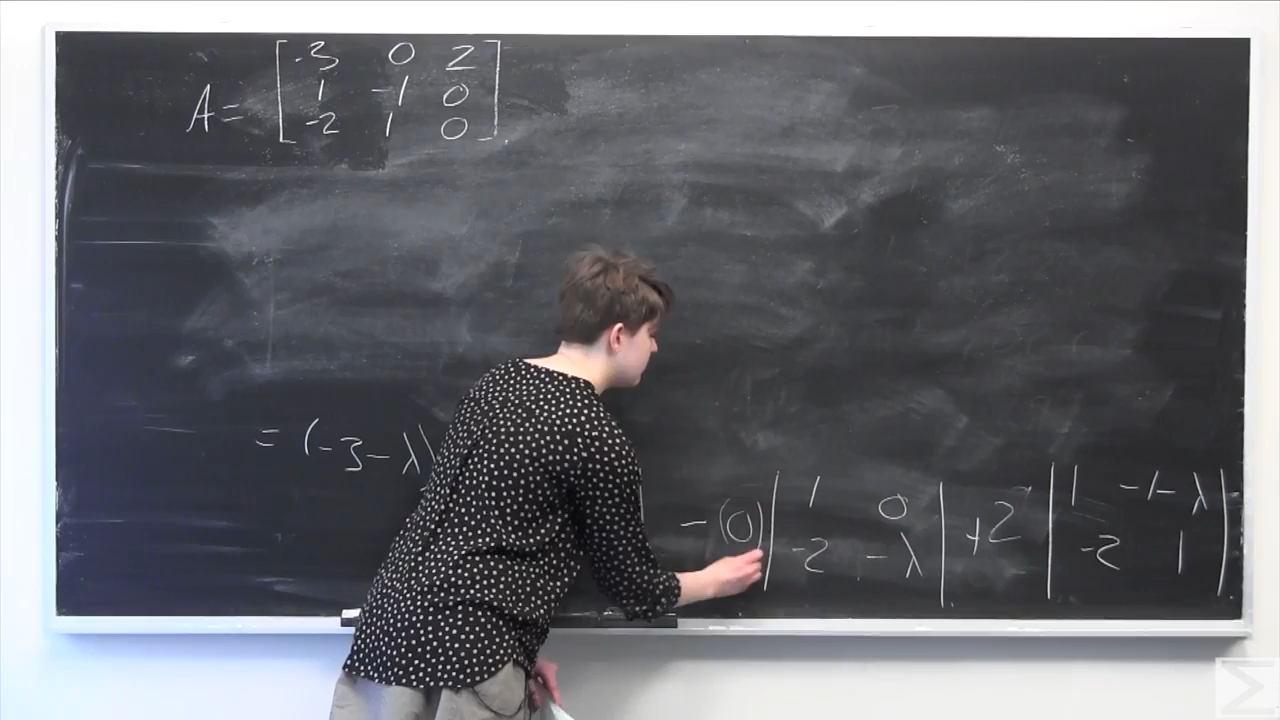 -3 0 2
A= 1 -1 0
-2 1 0
= (-3-λ)
-(0) | 1 0 | +2 | 1 -1-λ |
| -2 -λ | | -2 1 |
Σ